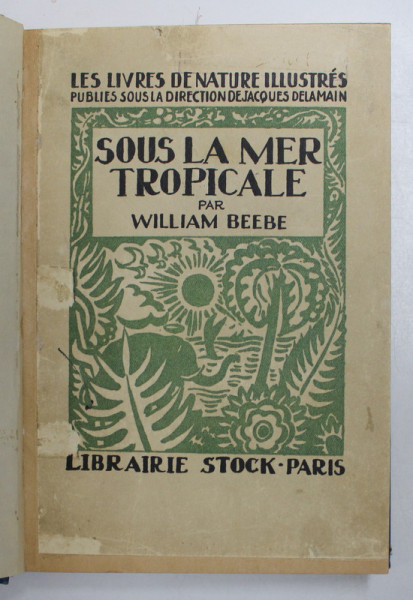 LES LIVRES DE NATURE ILLUSTRÉS
PUBLIÉS SOUS LA DIRECTION DE JACQUES DELAMAIN
SOUS LA MER
TROPICALE
PAR
WILLIAM BEEBE
LIBRAIRIE STOCK · PARIS